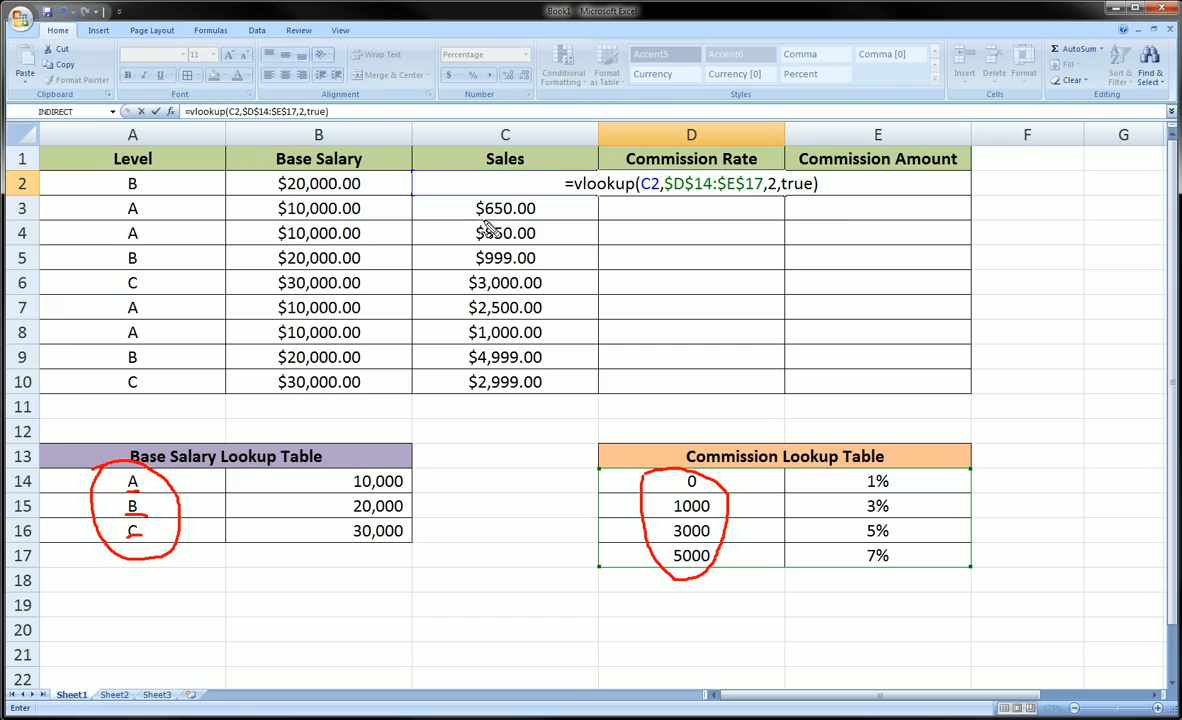 Book1 - Microsoft Excel
Home Insert Page Layout Formulas Data Review View
Cut
Copy
Format Painter
Paste
Clipboard
11
Font
Wrap Text
Merge & Center
Alignment
Percentage
Number
Conditional Formatting
Format as Table
Accent5 Accent6 Comma Comma [0]
Currency Currency [0] Percent
Styles
Insert Delete Format
Cells
AutoSum
Fill
Clear
Sort & Filter
Find & Select
Editing
INDIRECT =vlookup(C2,$D$14:$E$17,2,true)
A B C D E F G
1 Level Base Salary Sales Commission Rate Commission Amount
2 B $20,000.00 =vlookup(C2,$D$14:$E$17,2,true)
3 A $10,000.00 $650.00
4 A $10,000.00 50.00
5 B $20,000.00 $999.00
6 C $30,000.00 $3,000.00
7 A $10,000.00 $2,500.00
8 A $10,000.00 $1,000.00
9 B $20,000.00 $4,999.00
10 C $30,000.00 $2,999.00
11
12
13 Base Salary Lookup Table Commission Lookup Table
14 A 10,000 0 1%
15 B 20,000 1000 3%
16 C 30,000 3000 5%
17 5000 7%
18
19
20
21
22
Sheet1 Sheet2 Sheet3
Enter